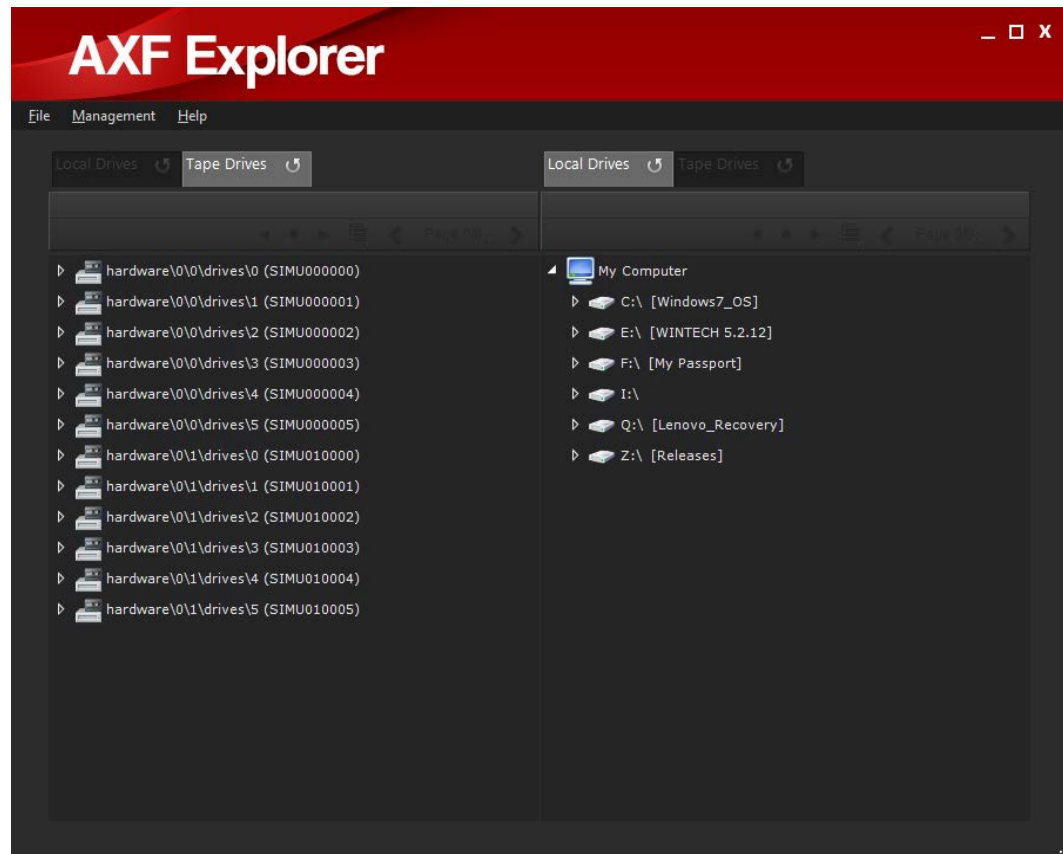 AXF Explorer
File Management Help
Local Drives Tape Drives
Local Drives Tape Drives
hardware\0\0\drives\0 (SIMU000000)
hardware\0\0\drives\1 (SIMU000001)
hardware\0\0\drives\2 (SIMU000002)
hardware\0\0\drives\3 (SIMU000003)
hardware\0\0\drives\4 (SIMU000004)
hardware\0\0\drives\5 (SIMU000005)
hardware\0\1\drives\0 (SIMU010000)
hardware\0\1\drives\1 (SIMU010001)
hardware\0\1\drives\2 (SIMU010002)
hardware\0\1\drives\3 (SIMU010003)
hardware\0\1\drives\4 (SIMU010004)
hardware\0\1\drives\5 (SIMU010005)
My Computer
C:\ [Windows7_OS]
E:\ [WINTECH 5.2.12]
F:\ [My Passport]
I:\
Q:\ [Lenovo_Recovery]
Z:\ [Releases]